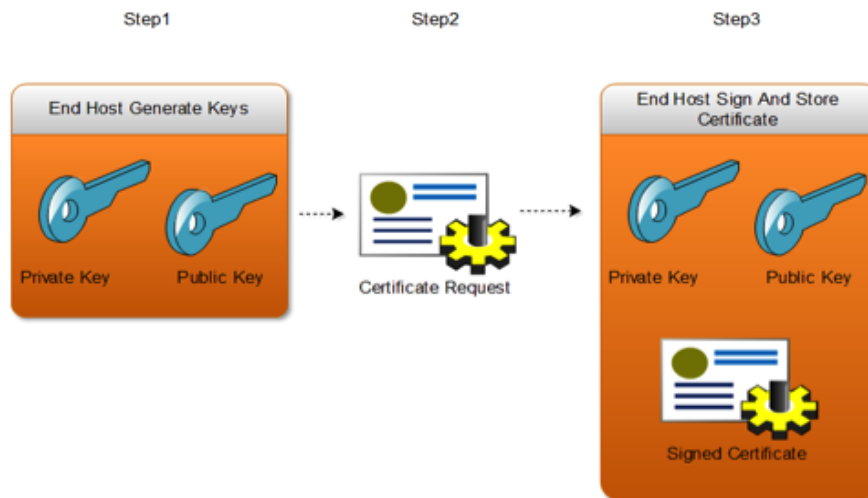 Step1
Step2
Step3
End Host Generate Keys
Private Key
Public Key
Certificate Request
End Host Sign And Store
Certificate
Private Key
Public Key
Signed Certificate